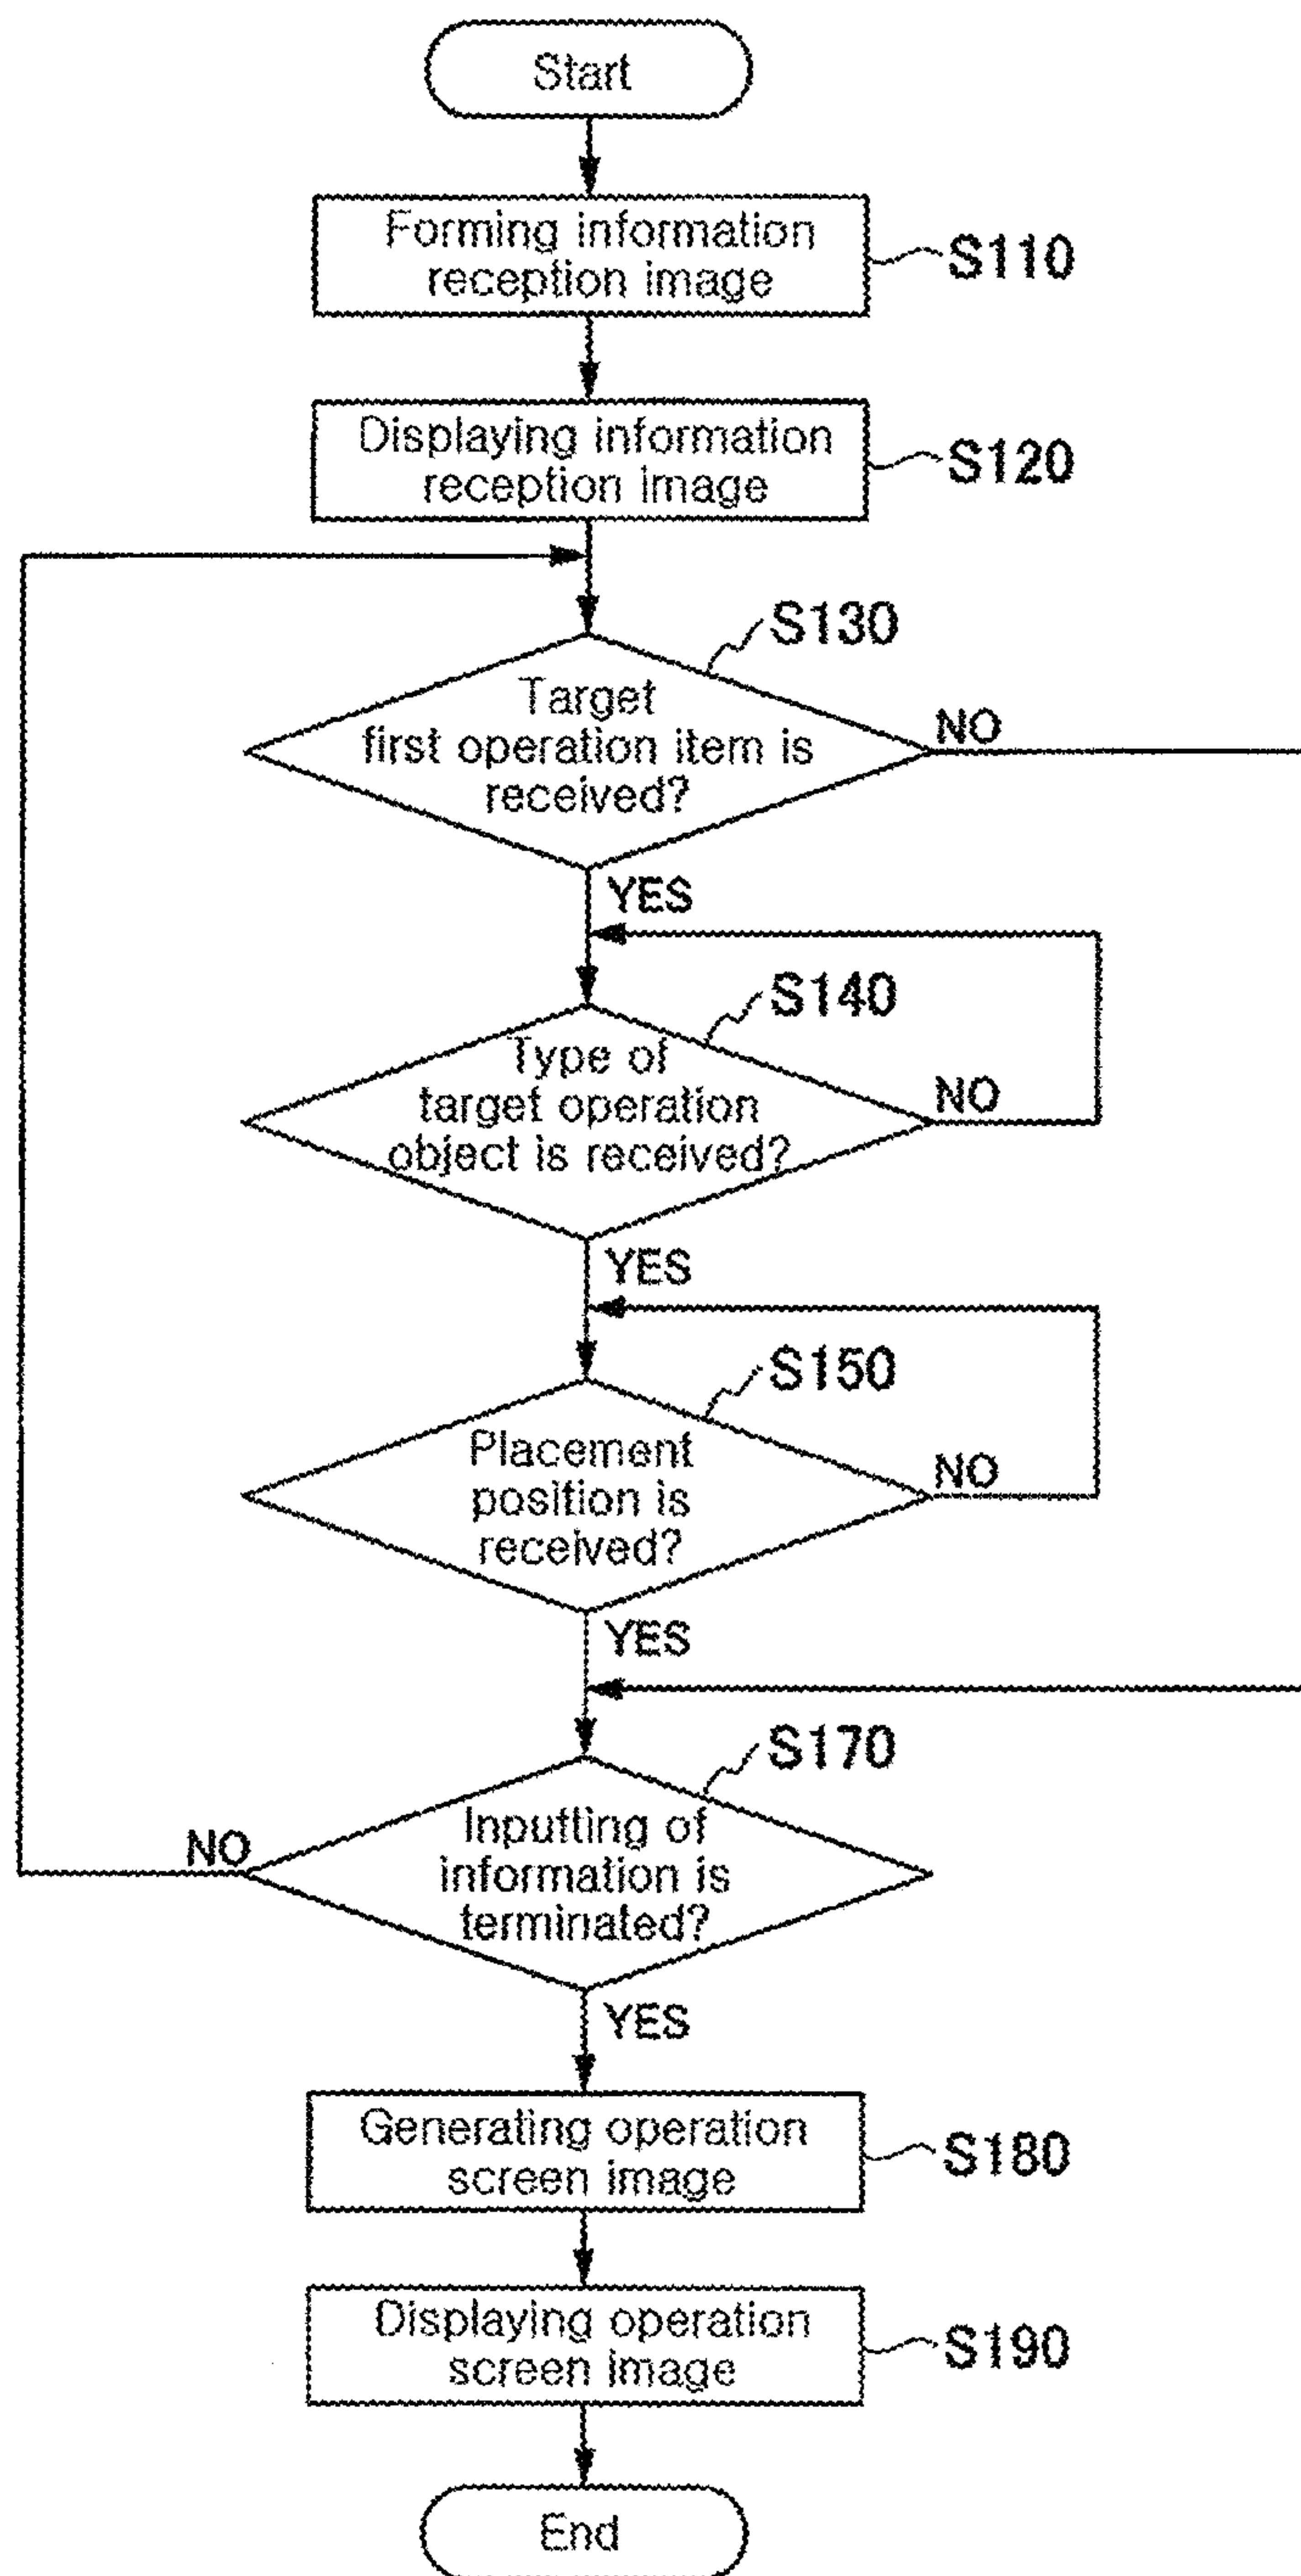 Start
Forming information
reception image
S110
Displaying information
reception image
S120
S130
Target
first operation item is
received?
NO
YES
S140
Type of
target operation
object is received?
NO
YES
S150
Placement
position is
received?
NO
YES
S170
Inputting of
information is
terminated?
NO
YES
Generating operation
screen image
S180
Displaying operation
screen image
S190
End